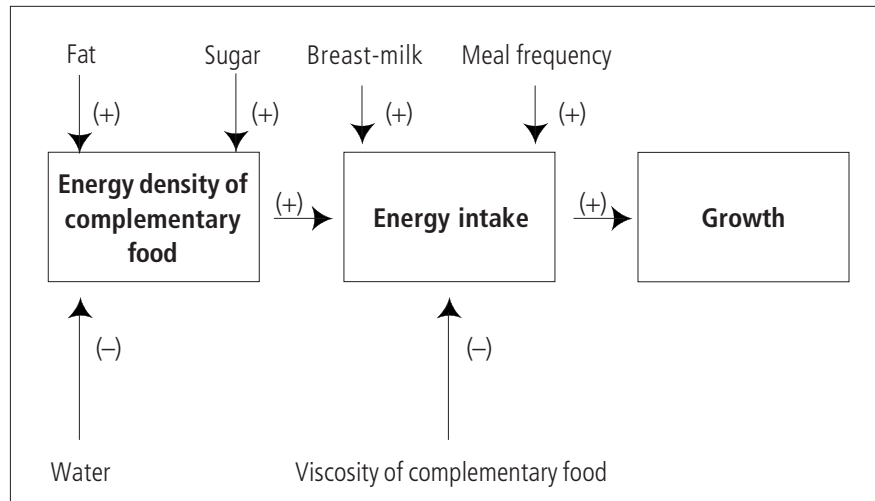 Fat Sugar Breast-milk Meal frequency
(+) (+) (+) (+)
Energy density of
complementary
food
(+)
Energy intake
(+)
Growth
(–) (–)
Water Viscosity of complementary food